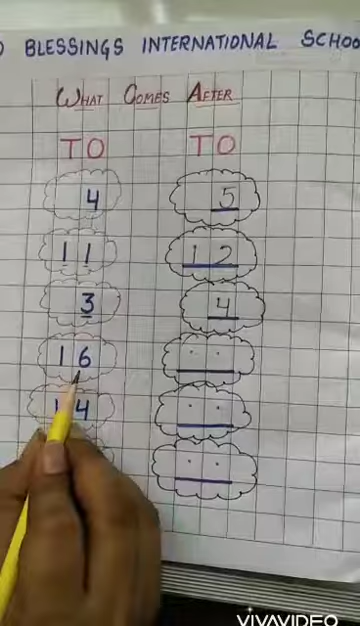 BLESSINGS INTERNATIONAL SCHOO
WHAT COMES AFTER
TO TO
4 5
11 12
3 4
16
14
VIVAVIDEO